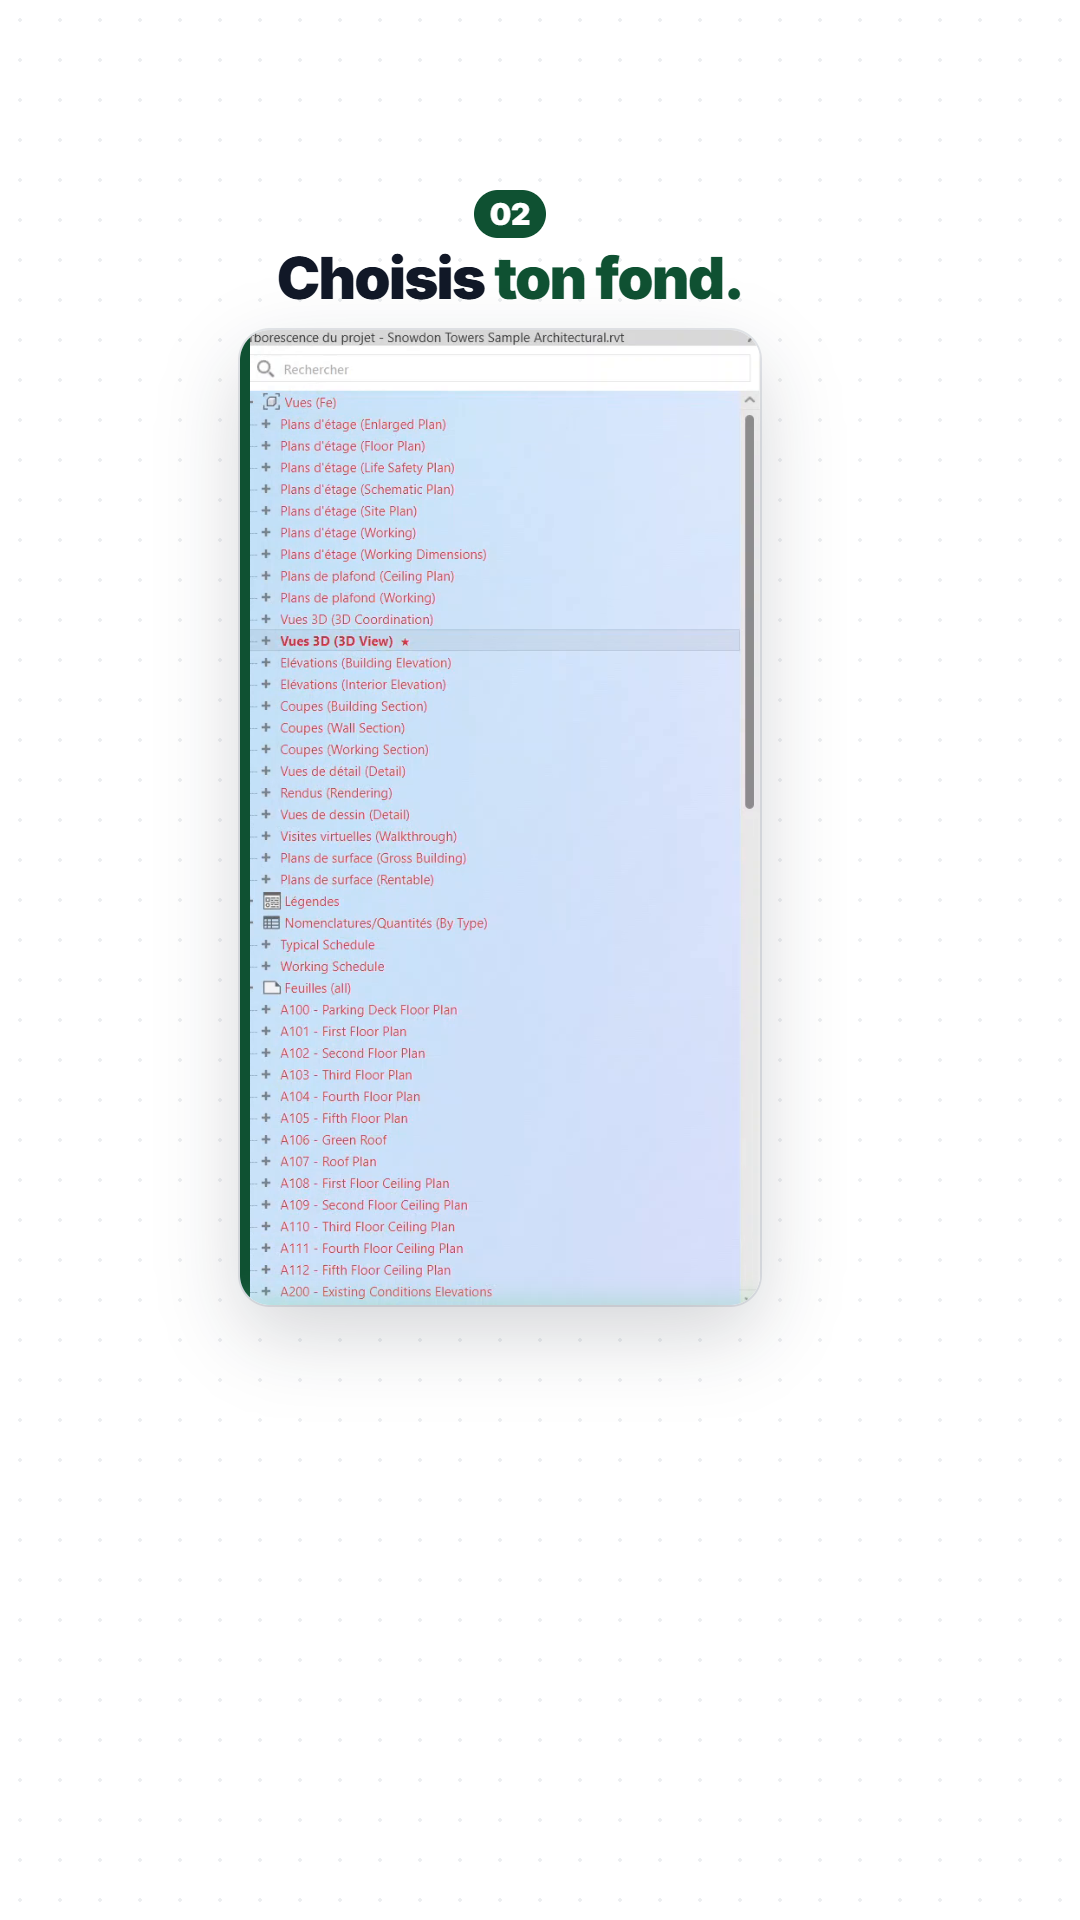 02
Choisis ton fond.
borescence du projet - Snowdon Towers Sample Architectural.rvt
Rechercher
Vues (Fe)
Plans d'étage (Enlarged Plan)
Plans d'étage (Floor Plan)
Plans d'étage (Life Safety Plan)
Plans d'étage (Schematic Plan)
Plans d'étage (Site Plan)
Plans d'étage (Working)
Plans d'étage (Working Dimensions)
Plans de plafond (Ceiling Plan)
Plans de plafond (Working)
Vues 3D (3D Coordination)
Vues 3D (3D View) ★
Elévations (Building Elevation)
Elévations (Interior Elevation)
Coupes (Building Section)
Coupes (Wall Section)
Coupes (Working Section)
Vues de détail (Detail)
Rendus (Rendering)
Vues de dessin (Detail)
Visites virtuelles (Walkthrough)
Plans de surface (Gross Building)
Plans de surface (Rentable)
Légendes
Nomenclatures/Quantités (By Type)
Typical Schedule
Working Schedule
Feuilles (all)
A100 - Parking Deck Floor Plan
A101 - First Floor Plan
A102 - Second Floor Plan
A103 - Third Floor Plan
A104 - Fourth Floor Plan
A105 - Fifth Floor Plan
A106 - Green Roof
A107 - Roof Plan
A108 - First Floor Ceiling Plan
A109 - Second Floor Ceiling Plan
A110 - Third Floor Ceiling Plan
A111 - Fourth Floor Ceiling Plan
A112 - Fifth Floor Ceiling Plan
A200 - Existing Conditions Elevations